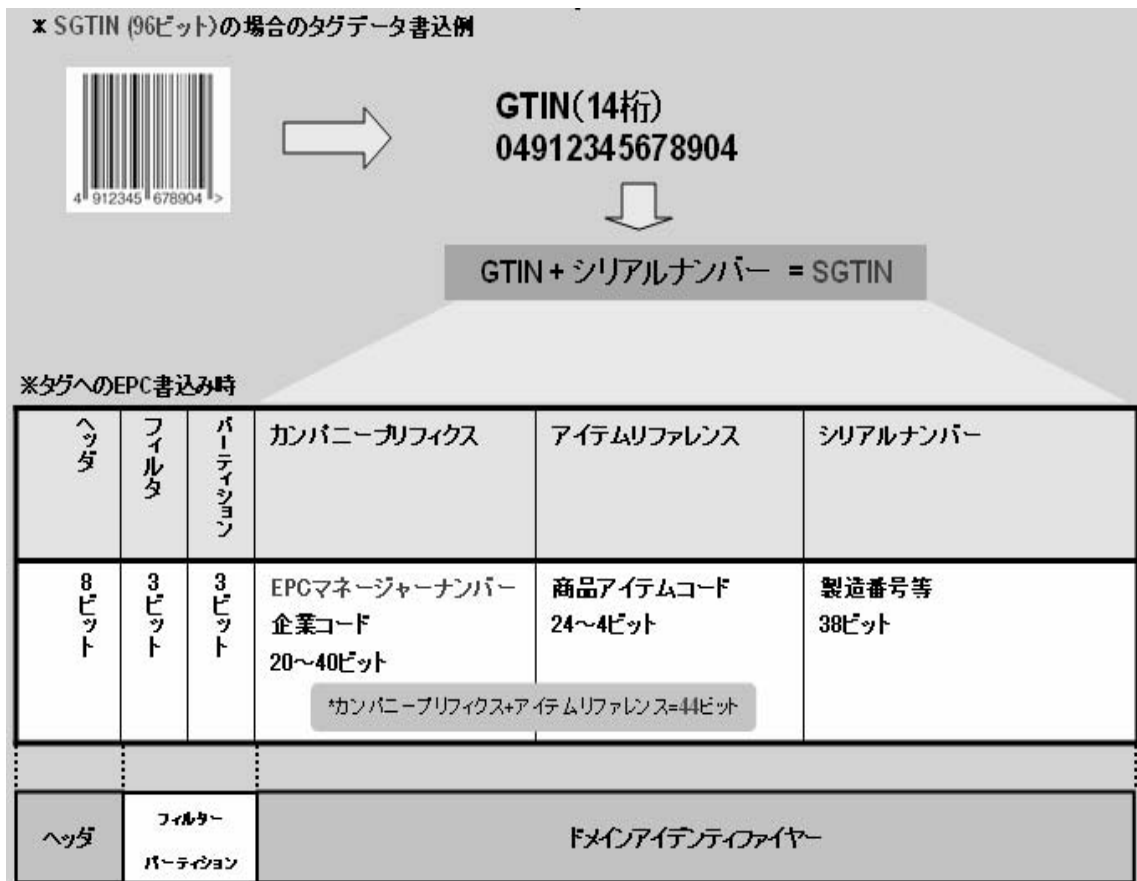 ※ SGTIN (96ビット)の場合のタグデータ書込例
4 912345 678904 >
GTIN(14桁)
04912345678904
GTIN + シリアルナンバー = SGTIN
※タグへのEPC書込み時
ヘッダ
フィルタ
パーティション
カンパニープリフィクス
アイテムリファレンス
シリアルナンバー
8ビット
3ビット
3ビット
EPCマネージャーナンバー
企業コード
20～40ビット
商品アイテムコード
24～4ビット
製造番号等
38ビット
*カンパニープリフィクス+アイテムリファレンス=44ビット
ヘッダ
フィルター
パーティション
ドメインアイデンティファイヤー